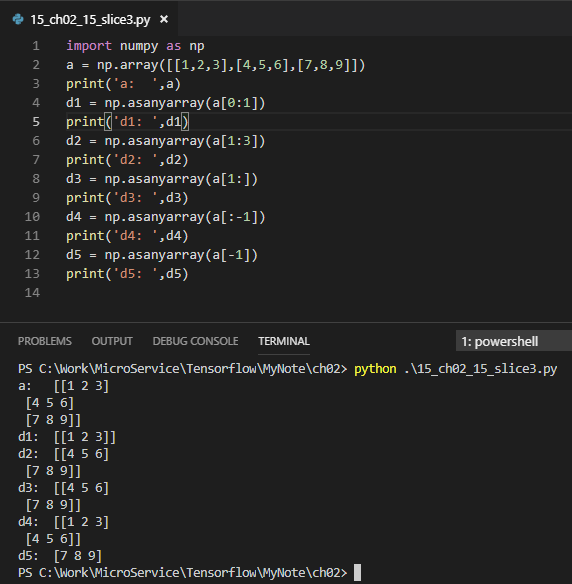 15_ch02_15_slice3.py ×
1 import numpy as np
2 a = np.array([[1,2,3],[4,5,6],[7,8,9]])
3 print('a:  ',a)
4 d1 = np.asanyarray(a[0:1])
5 print('d1: ',d1)
6 d2 = np.asanyarray(a[1:3])
7 print('d2: ',d2)
8 d3 = np.asanyarray(a[1:])
9 print('d3: ',d3)
10 d4 = np.asanyarray(a[:-1])
11 print('d4: ',d4)
12 d5 = np.asanyarray(a[-1])
13 print('d5: ',d5)
14
PROBLEMS OUTPUT DEBUG CONSOLE TERMINAL 1: powershell
PS C:\Work\MicroService\Tensorflow\MyNote\ch02> python .\15_ch02_15_slice3.py
a:   [[1 2 3]
 [4 5 6]
 [7 8 9]]
d1:  [[1 2 3]]
d2:  [[4 5 6]
 [7 8 9]]
d3:  [[4 5 6]
 [7 8 9]]
d4:  [[1 2 3]
 [4 5 6]]
d5:  [7 8 9]
PS C:\Work\MicroService\Tensorflow\MyNote\ch02>